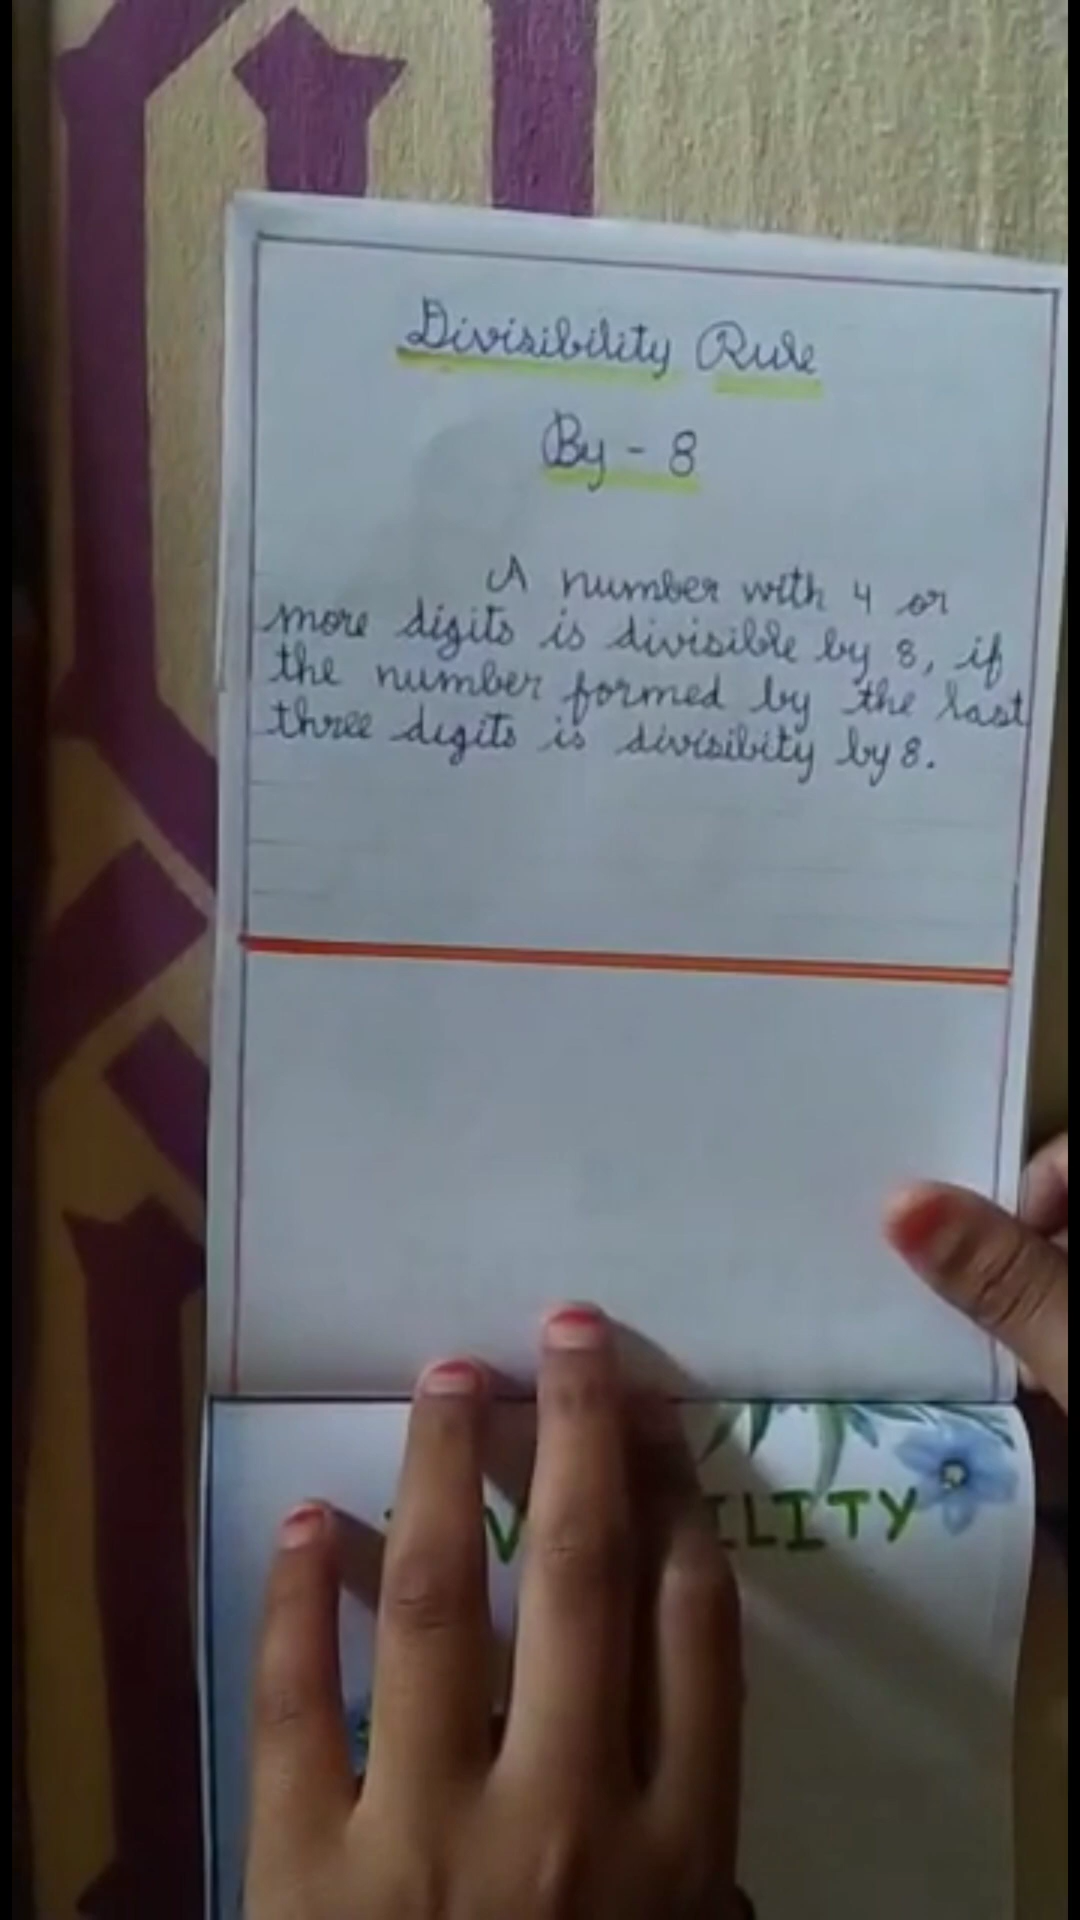 Divisibility Rule
By - 8
A number with 4 or
more digits is divisible by 8, if
the number formed by the last
three digits is divisibity by 8.